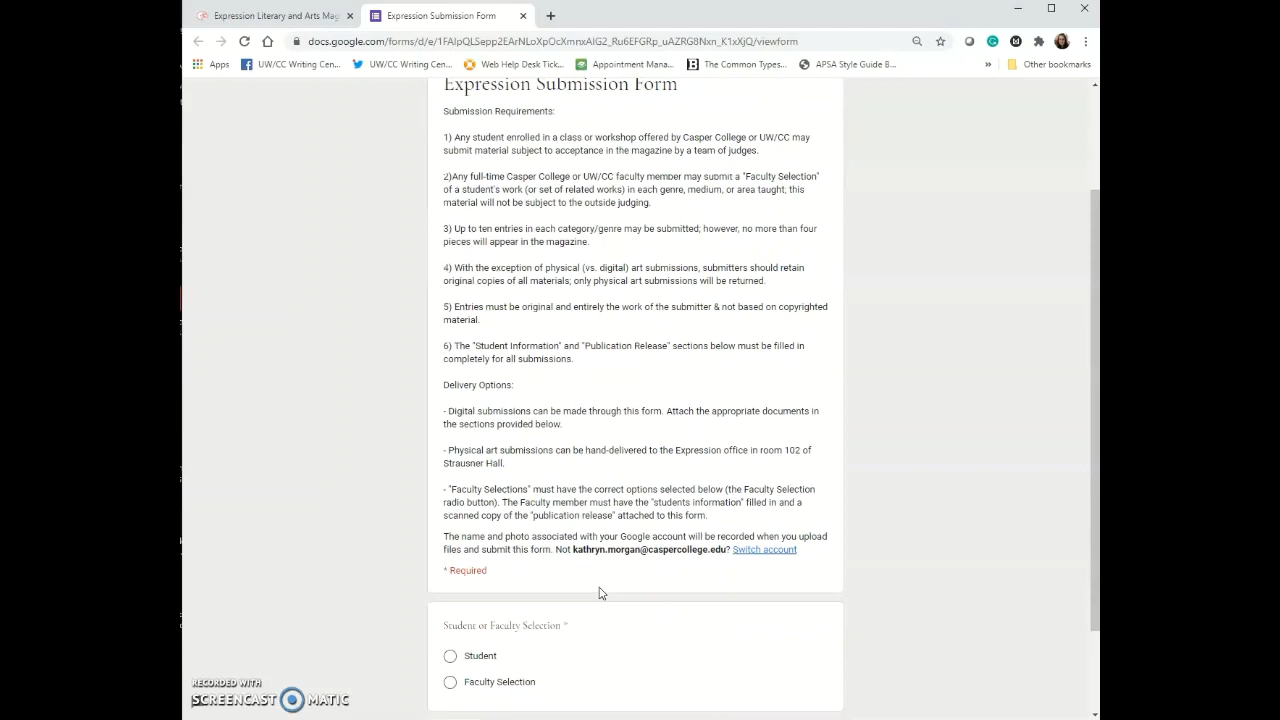 Expression Literary and Arts Mag
Expression Submission Form
docs.google.com/forms/d/e/1FAIpQLSepp2EArNLoXpOcXmnxAIG2_Ru6EFGRp_uAZRG8Nxn_K1xXjQ/viewform
Apps UW/CC Writing Cen... UW/CC Writing Cen... Web Help Desk Tick... Appointment Mana... The Common Types... APSA Style Guide B... » Other bookmarks
Expression Submission Form
Submission Requirements:
1) Any student enrolled in a class or workshop offered by Casper College or UW/CC may
submit material subject to acceptance in the magazine by a team of judges.
2)Any full-time Casper College or UW/CC faculty member may submit a "Faculty Selection"
of a student's work (or set of related works) in each genre, medium, or area taught; this
material will not be subject to the outside judging.
3) Up to ten entries in each category/genre may be submitted; however, no more than four
pieces will appear in the magazine.
4) With the exception of physical (vs. digital) art submissions, submitters should retain
original copies of all materials; only physical art submissions will be returned.
5) Entries must be original and entirely the work of the submitter & not based on copyrighted
material.
6) The "Student Information" and "Publication Release" sections below must be filled in
completely for all submissions.
Delivery Options:
- Digital submissions can be made through this form. Attach the appropriate documents in
the sections provided below.
- Physical art submissions can be hand-delivered to the Expression office in room 102 of
Strausner Hall.
- "Faculty Selections" must have the correct options selected below (the Faculty Selection
radio button). The Faculty member must have the "students information" filled in and a
scanned copy of the "publication release" attached to this form.
The name and photo associated with your Google account will be recorded when you upload
files and submit this form. Not kathryn.morgan@caspercollege.edu? Switch account
* Required
Student or Faculty Selection *
Student
Faculty Selection
RECORDED WITH
SCREENCAST MATIC